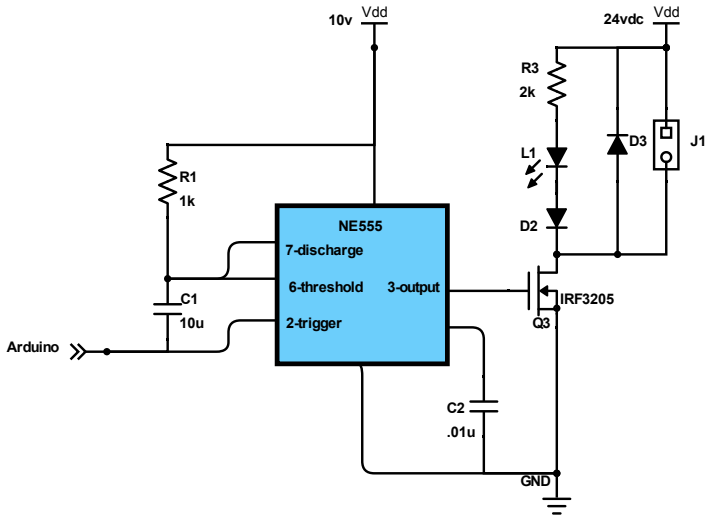 10v
Vdd
24vdc
Vdd
R3
2k
L1
D3
J1
D2
R1
1k
NE555
7-discharge
6-threshold
3-output
2-trigger
C1
10u
IRF3205
Q3
Arduino
C2
.01u
GND